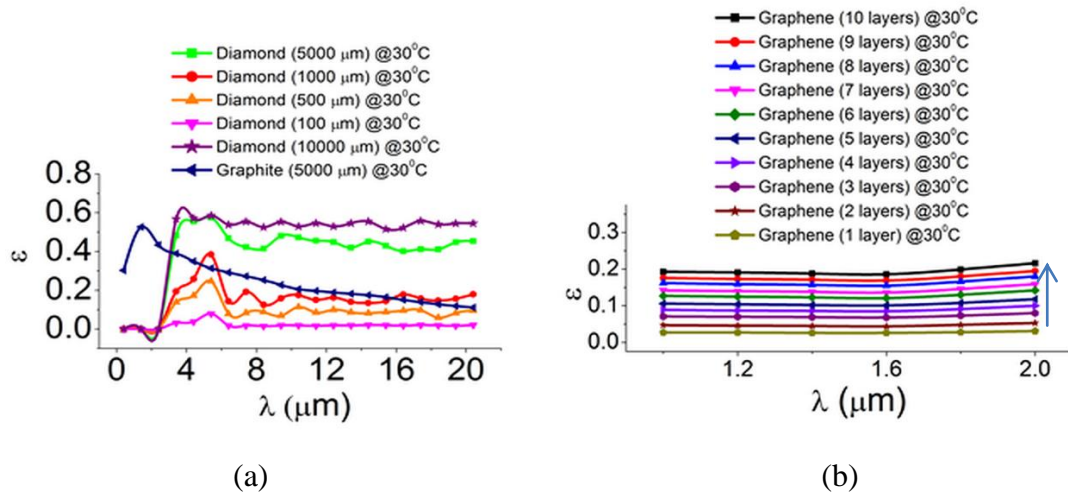 Diamond (5000 μm) @30⁰C
Diamond (1000 μm) @30⁰C
Diamond (500 μm) @30⁰C
Diamond (100 μm) @30⁰C
Diamond (10000 μm) @30⁰C
Graphite (5000 μm) @30⁰C
0.8
0.6
0.4
0.2
0.0
ε
0 4 8 12 16 20
λ (μm)
(a)
Graphene (10 layers) @30⁰C
Graphene (9 layers) @30⁰C
Graphene (8 layers) @30⁰C
Graphene (7 layers) @30⁰C
Graphene (6 layers) @30⁰C
Graphene (5 layers) @30⁰C
Graphene (4 layers) @30⁰C
Graphene (3 layers) @30⁰C
Graphene (2 layers) @30⁰C
Graphene (1 layer) @30⁰C
0.3
0.2
0.1
0.0
ε
1.2 1.6 2.0
λ (μm)
(b)